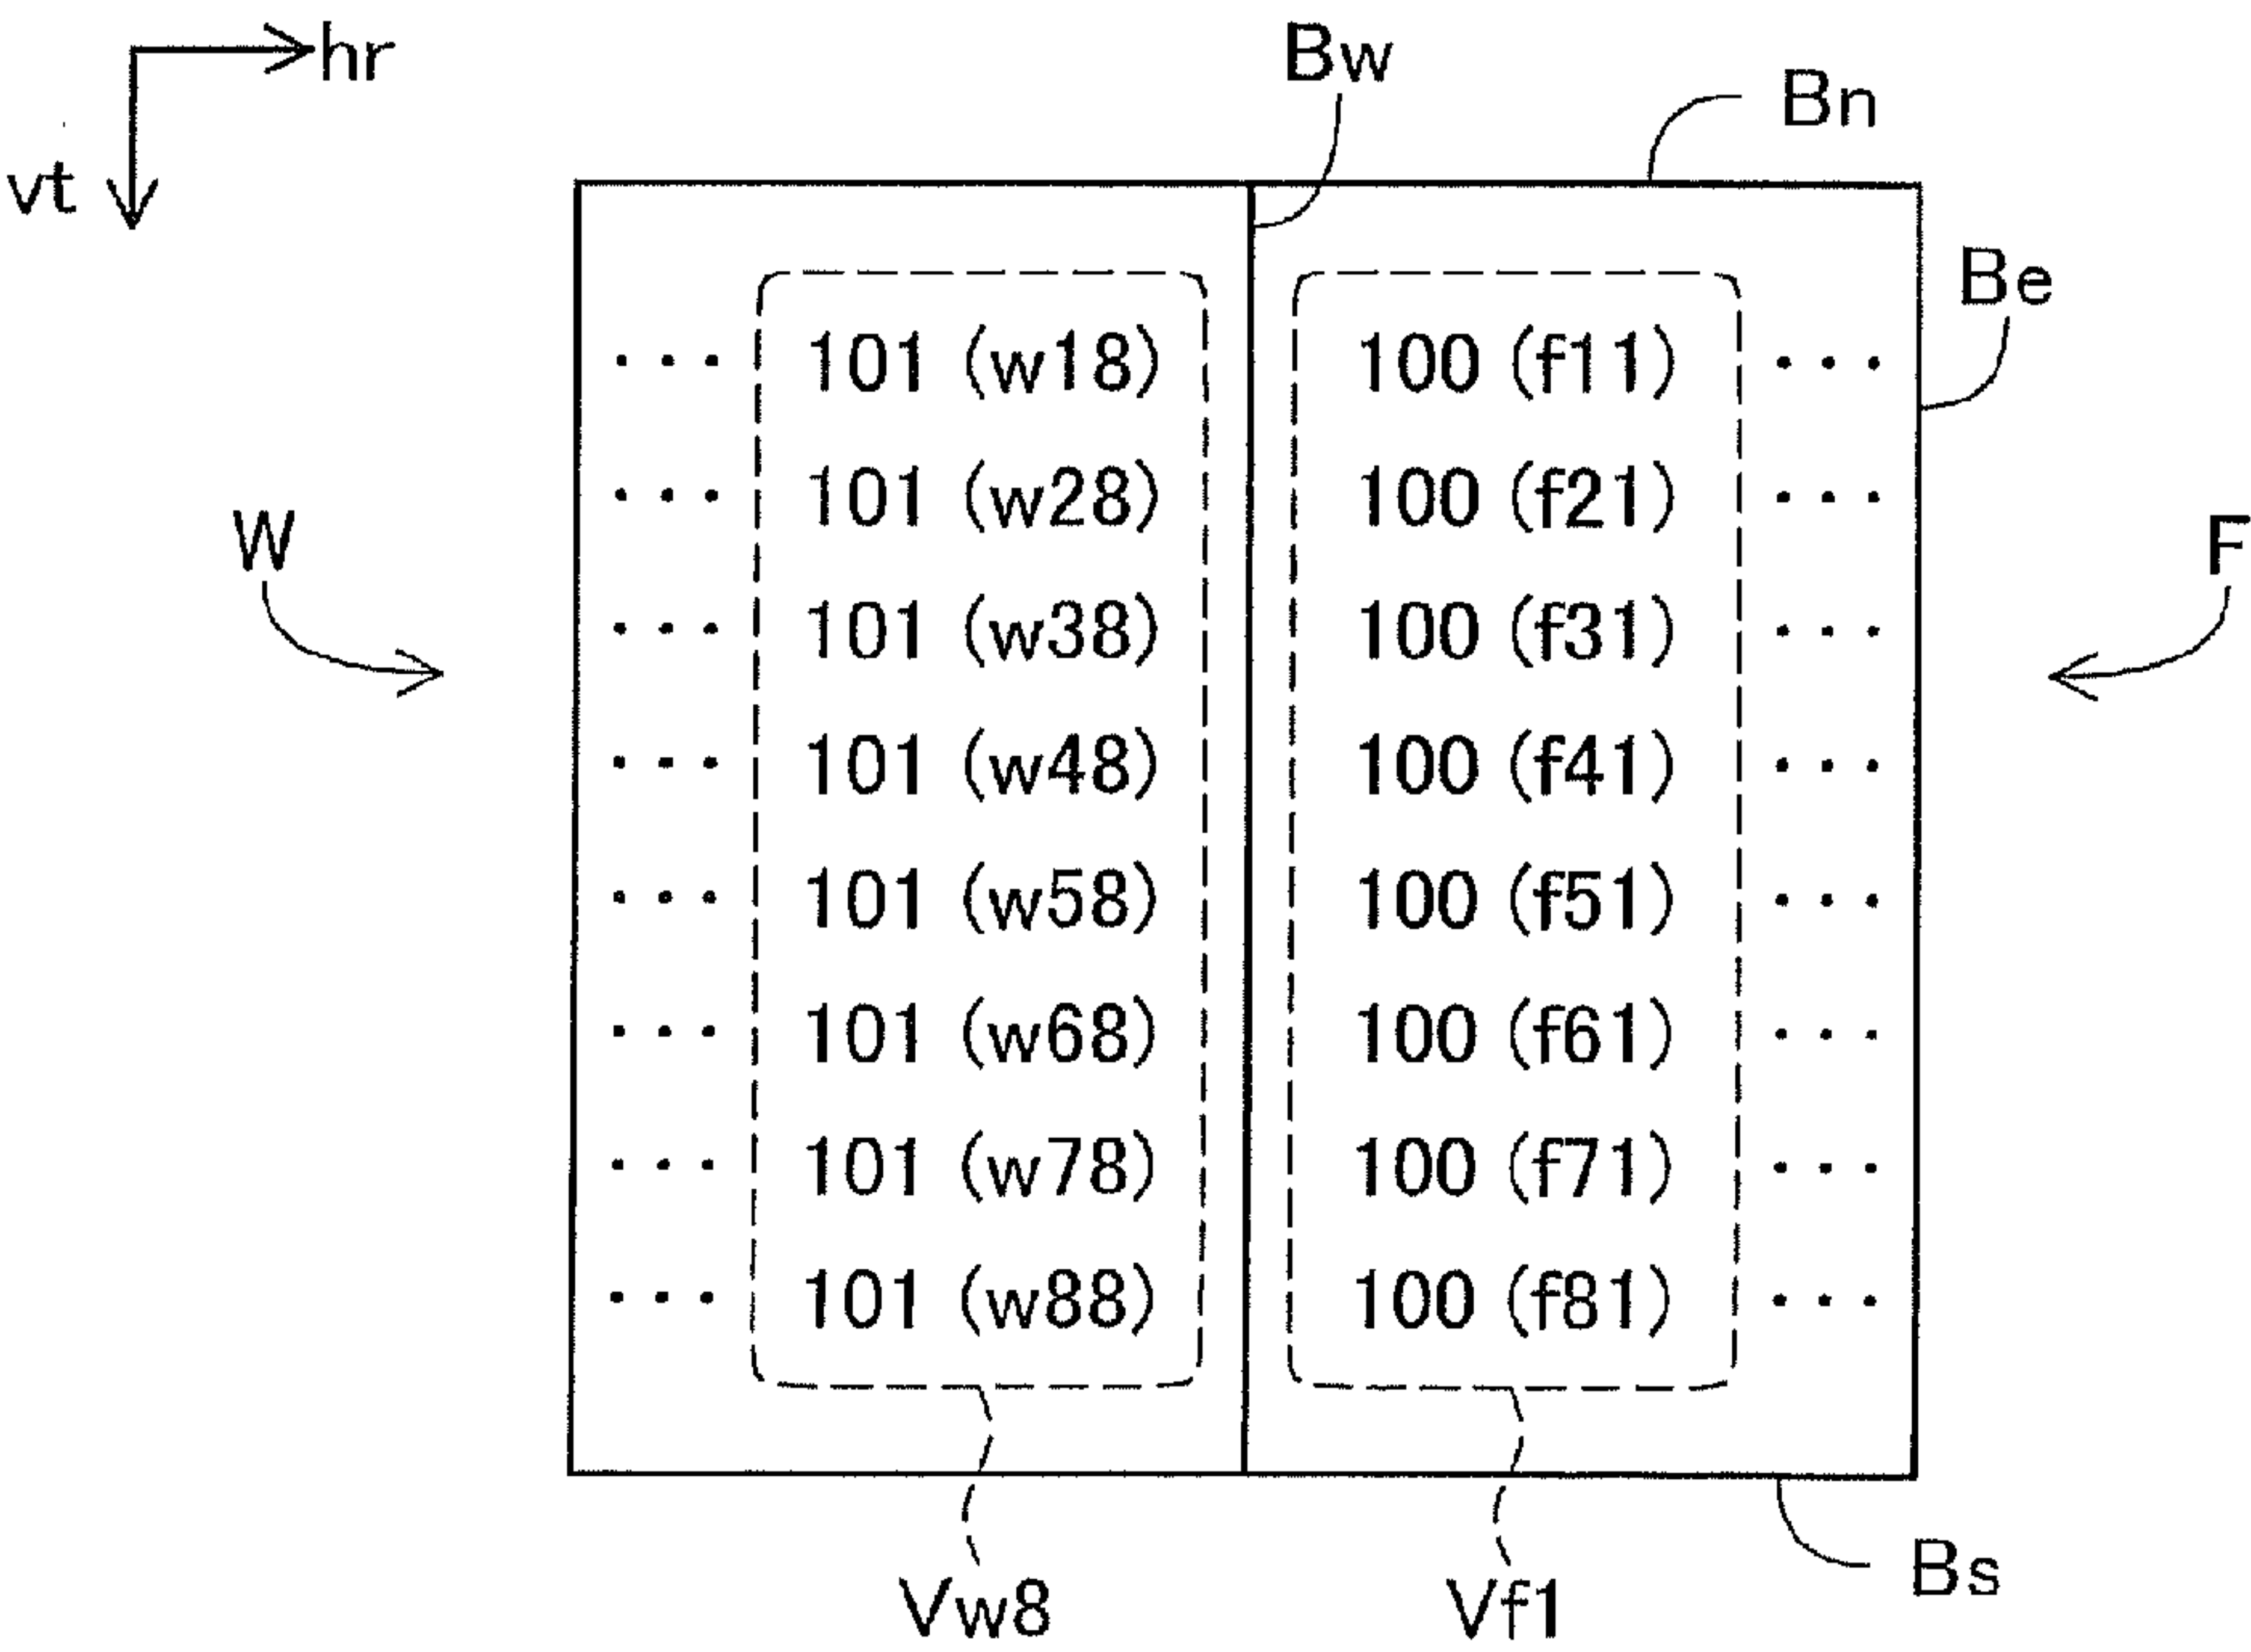 hr
vt
Bw
Bn
Be
W
F
... 101 (w18) 100 (f11) ...
... 101 (w28) 100 (f21) ...
... 101 (w38) 100 (f31) ...
... 101 (w48) 100 (f41) ...
... 101 (w58) 100 (f51) ...
... 101 (w68) 100 (f61) ...
... 101 (w78) 100 (f71) ...
... 101 (w88) 100 (f81) ...
Vw8
Vf1
Bs